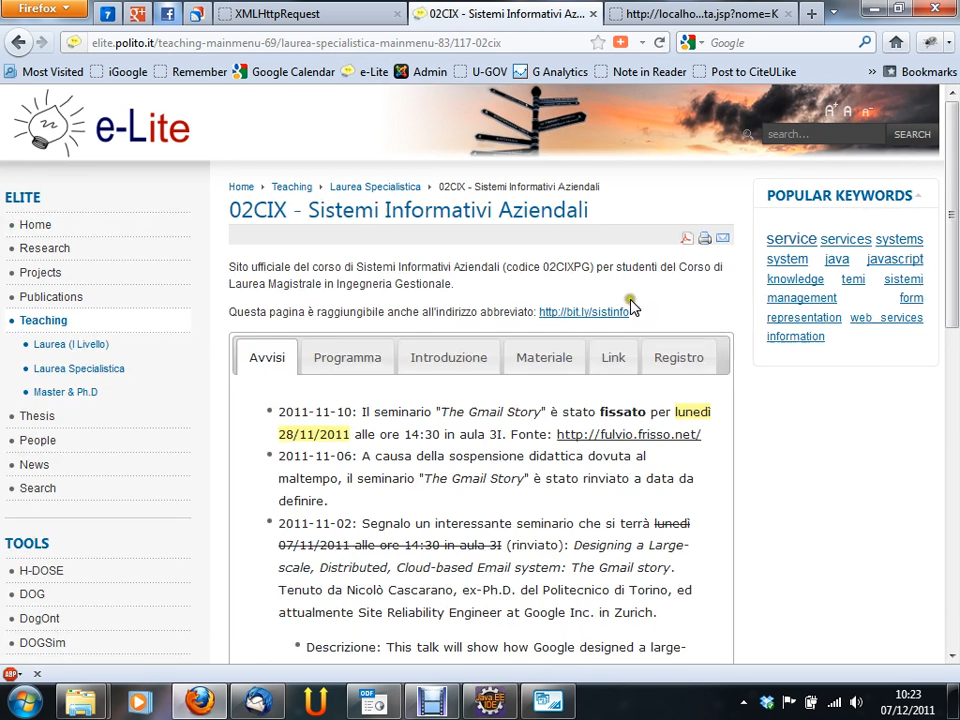 Firefox
XMLHttpRequest
02CIX - Sistemi Informativi Az...
http://localho...ta.jsp?nome=K
elite.polito.it/teaching-mainmenu-69/laurea-specialistica-mainmenu-83/117-02cix
Google
Most Visited iGoogle Remember Google Calendar e-Lite Admin U-GOV G Analytics Note in Reader Post to CiteULike » Bookmarks
e-Lite
A+ A A-
search...
SEARCH
ELITE
Home
Research
Projects
Publications
Teaching
Laurea (I Livello)
Laurea Specialistica
Master & Ph.D
Thesis
People
News
Search
TOOLS
H-DOSE
DOG
DogOnt
DOGSim
Home Teaching Laurea Specialistica 02CIX - Sistemi Informativi Aziendali
02CIX - Sistemi Informativi Aziendali
Sito ufficiale del corso di Sistemi Informativi Aziendali (codice 02CIXPG) per studenti del Corso di
Laurea Magistrale in Ingegneria Gestionale.
Questa pagina è raggiungibile anche all'indirizzo abbreviato: http://bit.ly/sistinfo
Avvisi Programma Introduzione Materiale Link Registro
2011-11-10: Il seminario "The Gmail Story" è stato fissato per lunedì
28/11/2011 alle ore 14:30 in aula 3I. Fonte: http://fulvio.frisso.net/
2011-11-06: A causa della sospensione didattica dovuta al
maltempo, il seminario "The Gmail Story" è stato rinviato a data da
definire.
2011-11-02: Segnalo un interessante seminario che si terrà lunedì
07/11/2011 alle ore 14:30 in aula 3I (rinviato): Designing a Large-
scale, Distributed, Cloud-based Email system: The Gmail story.
Tenuto da Nicolò Cascarano, ex-Ph.D. del Politecnico di Torino, ed
attualmente Site Reliability Engineer at Google Inc. in Zurich.
Descrizione: This talk will show how Google designed a large-
POPULAR KEYWORDS
service services systems
system java javascript
knowledge temi sistemi
management form
representation web services
information
ABP
ODF
Java EE
IDE
10:23
07/12/2011